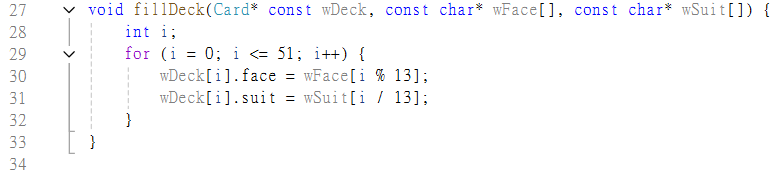 27 void fillDeck(Card* const wDeck, const char* wFace[], const char* wSuit[]) {
28     int i;
29     for (i = 0; i <= 51; i++) {
30         wDeck[i].face = wFace[i % 13];
31         wDeck[i].suit = wSuit[i / 13];
32     }
33 }
34